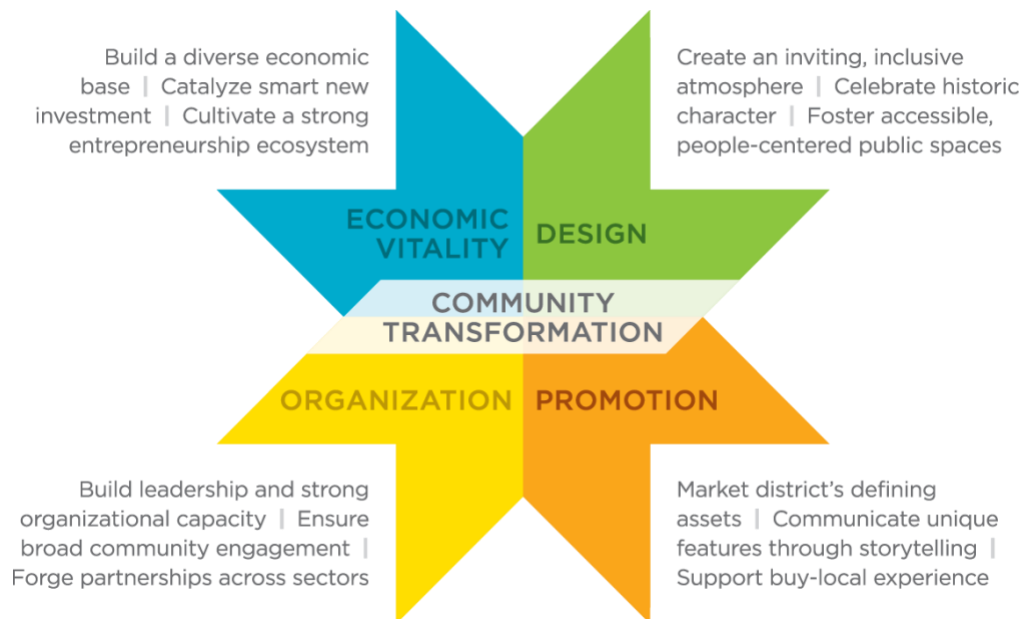 Build a diverse economic
base | Catalyze smart new
investment | Cultivate a strong
entrepreneurship ecosystem
Create an inviting, inclusive
atmosphere | Celebrate historic
character | Foster accessible,
people-centered public spaces
ECONOMIC
VITALITY
DESIGN
COMMUNITY
TRANSFORMATION
ORGANIZATION
PROMOTION
Build leadership and strong
organizational capacity | Ensure
broad community engagement |
Forge partnerships across sectors
Market district’s defining
assets | Communicate unique
features through storytelling |
Support buy-local experience